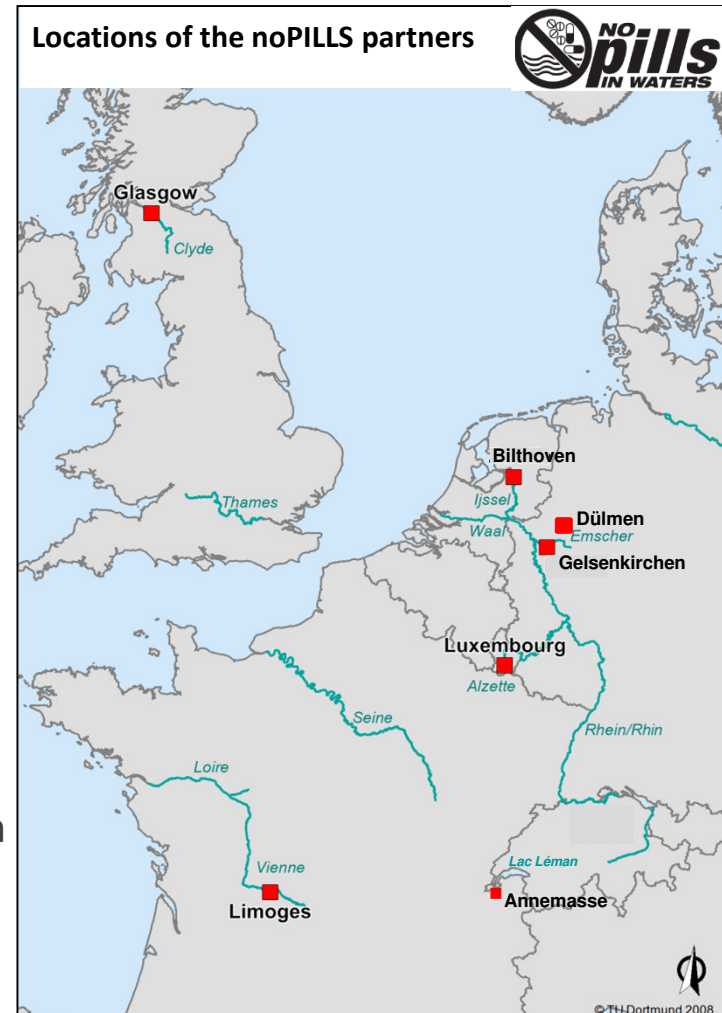 Locations of the noPILLS partners
NO
pills
IN WATERS
Glasgow
Clyde
Thames
Bilthoven
Ijssel
Waal
Dülmen
Emscher
Gelsenkirchen
Luxembourg
Alzette
Seine
Rhein/Rhin
Loire
Lac Léman
Vienne
Annemasse
Limoges
© TU Dortmund 2008